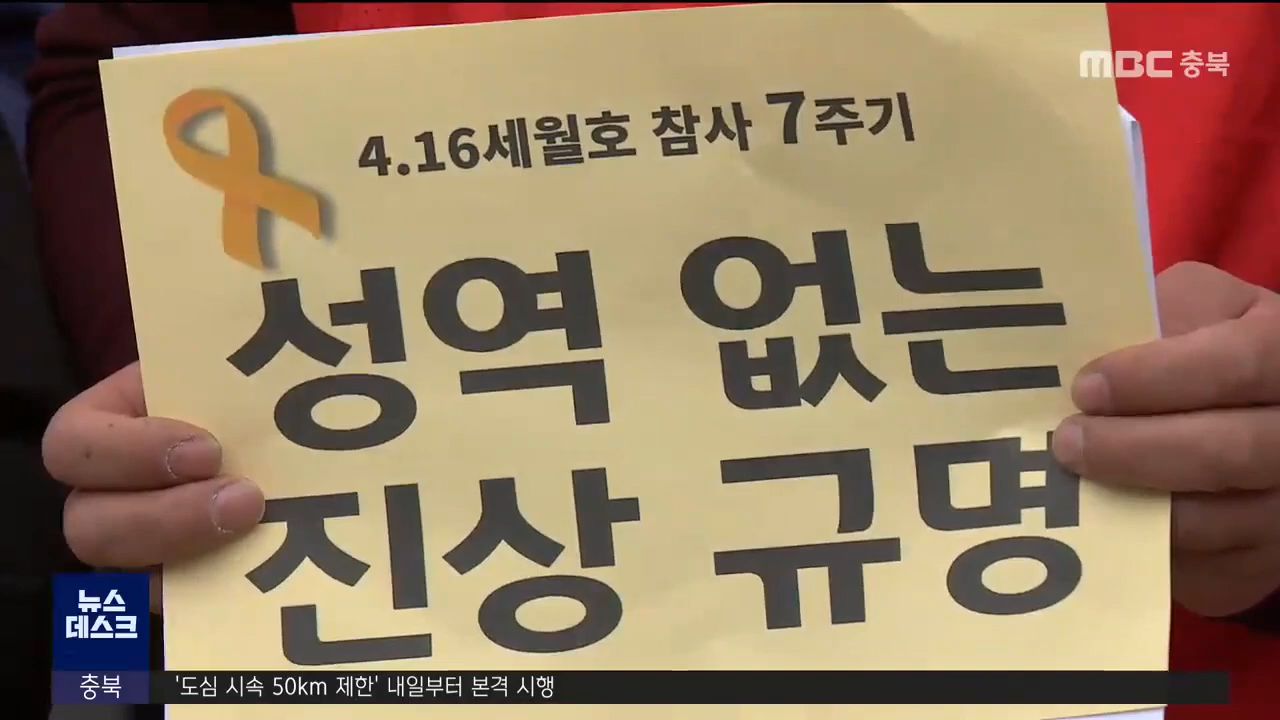 MBC 충북
4.16세월호 참사 7주기
성역 없는
진상 규명
뉴스
데스크
충북
'도심 시속 50km 제한' 내일부터 본격 시행